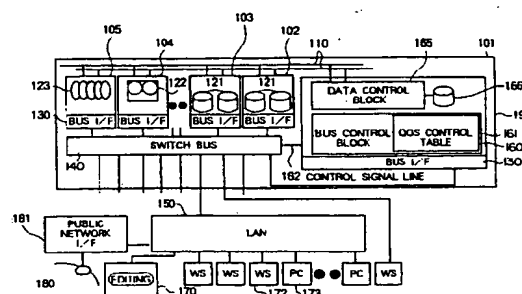 105 104 103 102 110 165 101
123 122 121 121 DATA CONTROL BLOCK 166
BUS I/F BUS I/F BUS I/F BUS I/F
130
BUS CONTROL BLOCK QOS CONTROL TABLE 161
160
BUS I/F 130
SWITCH BUS
140
182 CONTROL SIGNAL LINE
150
LAN
181
PUBLIC NETWORK I/F
180
EDITING 170
WS WS WS PC PC WS
172 173